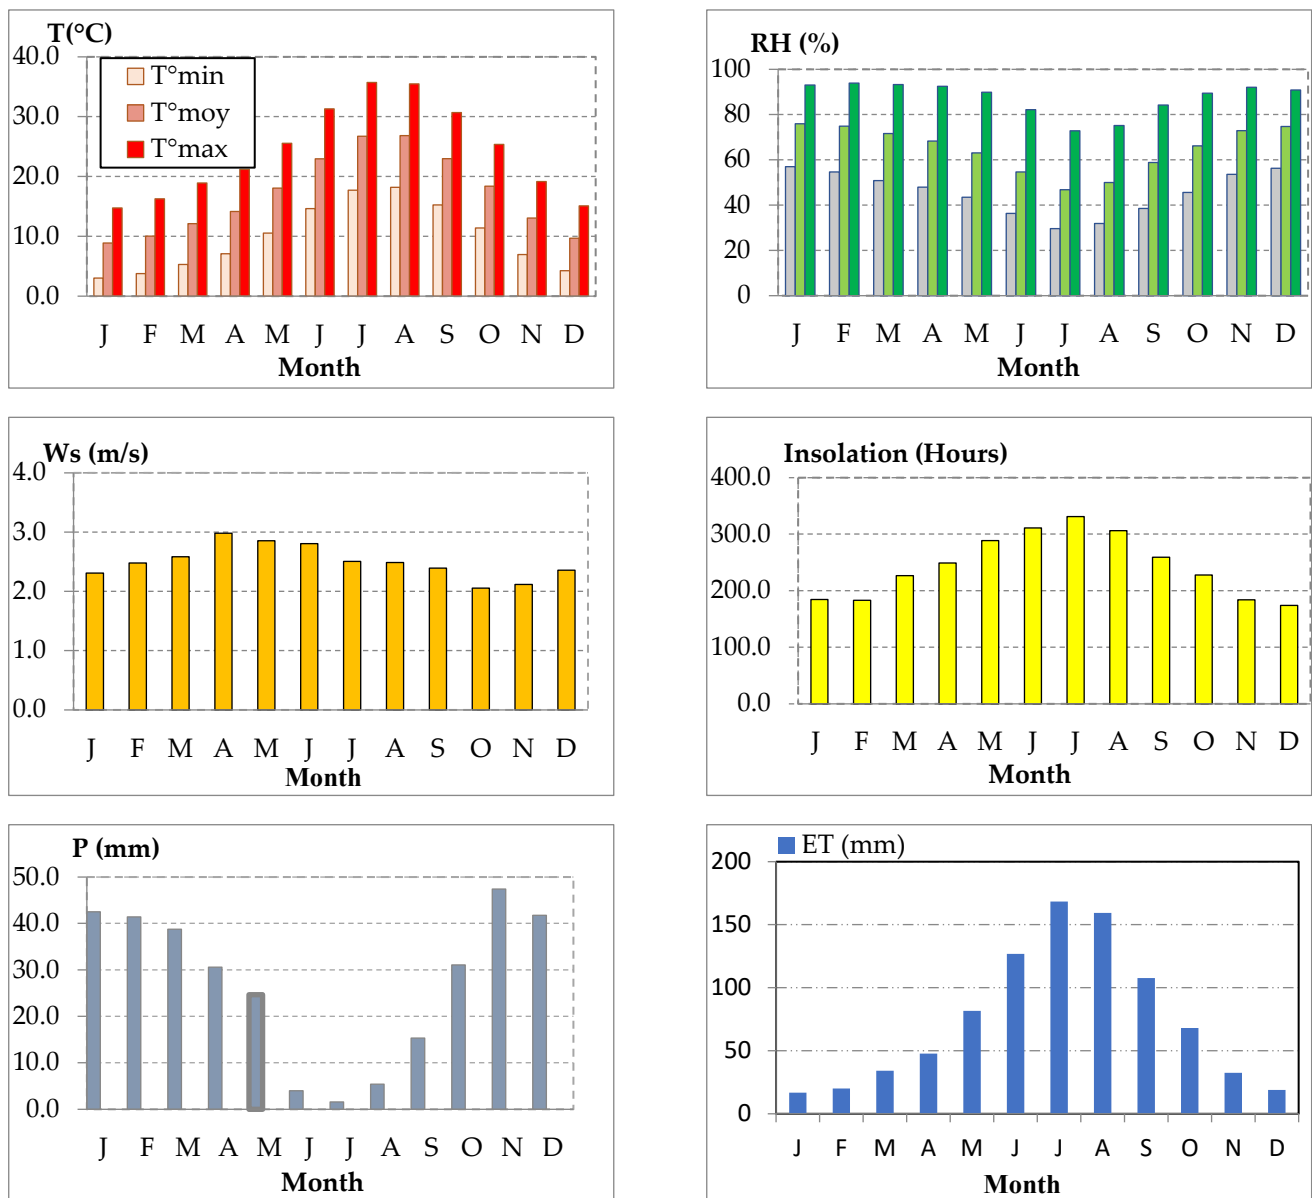 T(°C)
40.0
30.0
20.0
10.0
0.0
T°min
T°moy
T°max
J F M A M J J A S O N D
Month
RH (%)
100
80
60
40
20
0
J F M A M J J A S O N D
Month
Ws (m/s)
4.0
3.0
2.0
1.0
0.0
J F M A M J J A S O N D
Month
Insolation (Hours)
400.0
300.0
200.0
100.0
0.0
J F M A M J J A S O N D
Month
P (mm)
50.0
40.0
30.0
20.0
10.0
0.0
J F M A M J J A S O N D
Month
ET (mm)
200
150
100
50
0
J F M A M J J A S O N D
Month